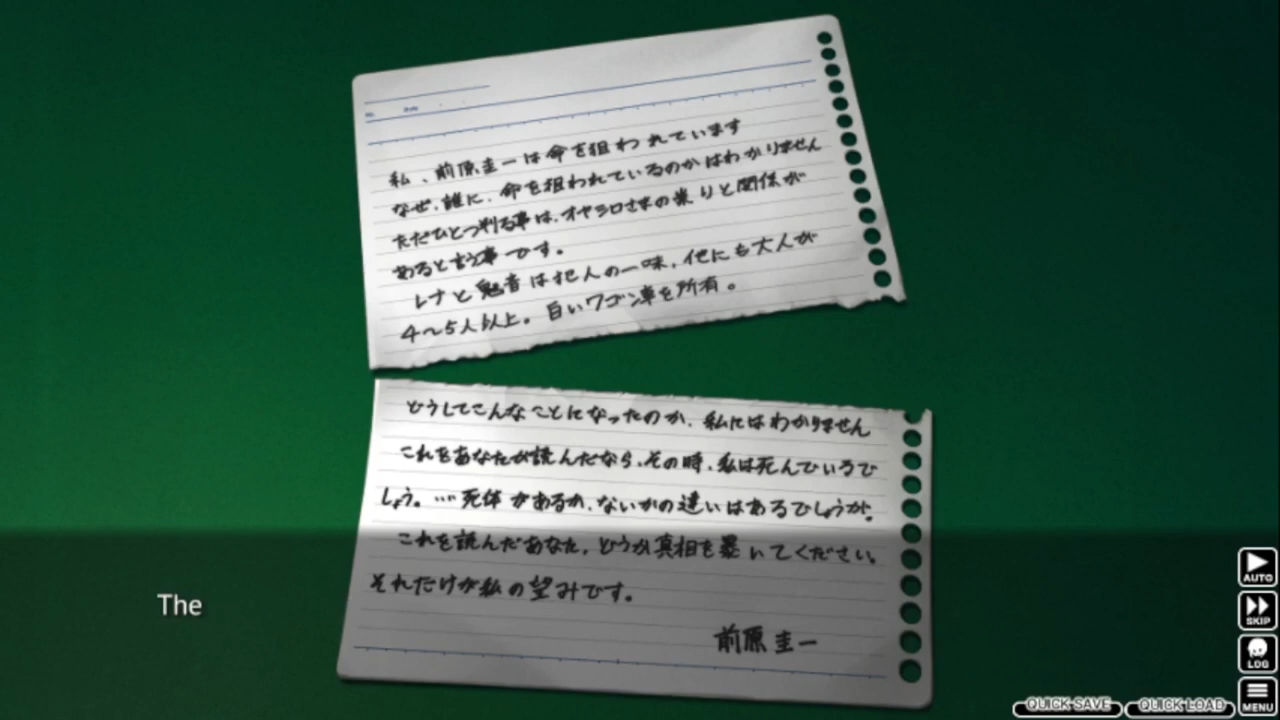 No. Date
私、前原圭一は命を狙われています
なぜ、誰に、命を狙われているのかはわかりません
ただひとつ判る事は、オヤシロさまの祟りと関係が
あると言う事です。
レナと魅音は犯人の一味。他にも大人が
4〜5人以上。白いワゴン車を所有。
どうしてこんなことになったのか、私にはわかりません
これをあなたが読んだなら、その時、私は死んでいるで
しょう。…死体があるか、ないかの違いはあるでしょうが。
これを読んだあなた。どうか真相を暴いてください。
それだけが私の望みです。
前原圭一
The
AUTO
SKIP
LOG
MENU
QUICK SAVE QUICK LOAD